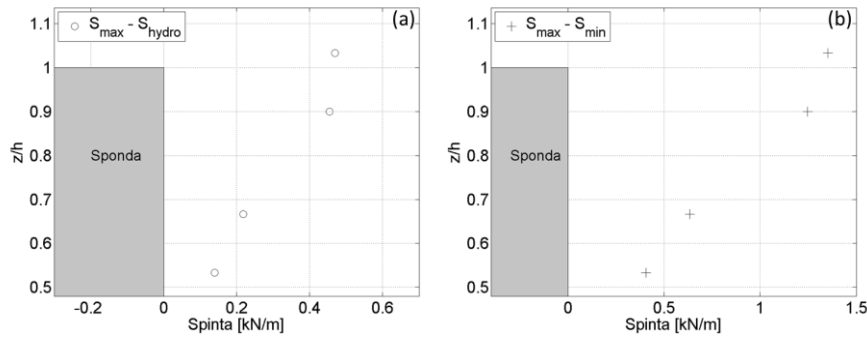 (a)
S_max - S_hydro
1.1
1
0.9
0.8
0.7
0.6
0.5
z/h
Sponda
-0.2 0 0.2 0.4 0.6
Spinta [kN/m]
(b)
S_max - S_min
1.1
1
0.9
0.8
0.7
0.6
0.5
z/h
Sponda
0 0.5 1 1.5
Spinta [kN/m]